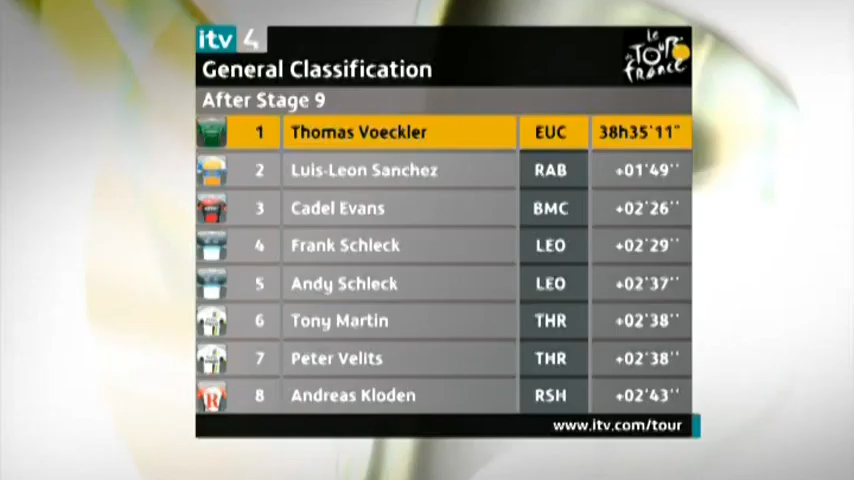 itv 4
le TOUR de france
General Classification
After Stage 9
1 Thomas Voeckler EUC 38h35'11"
2 Luis-Leon Sanchez RAB +01'49''
3 Cadel Evans BMC +02'26''
4 Frank Schleck LEO +02'29''
5 Andy Schleck LEO +02'37''
6 Tony Martin THR +02'38''
7 Peter Velits THR +02'38''
R 8 Andreas Kloden RSH +02'43''
www.itv.com/tour